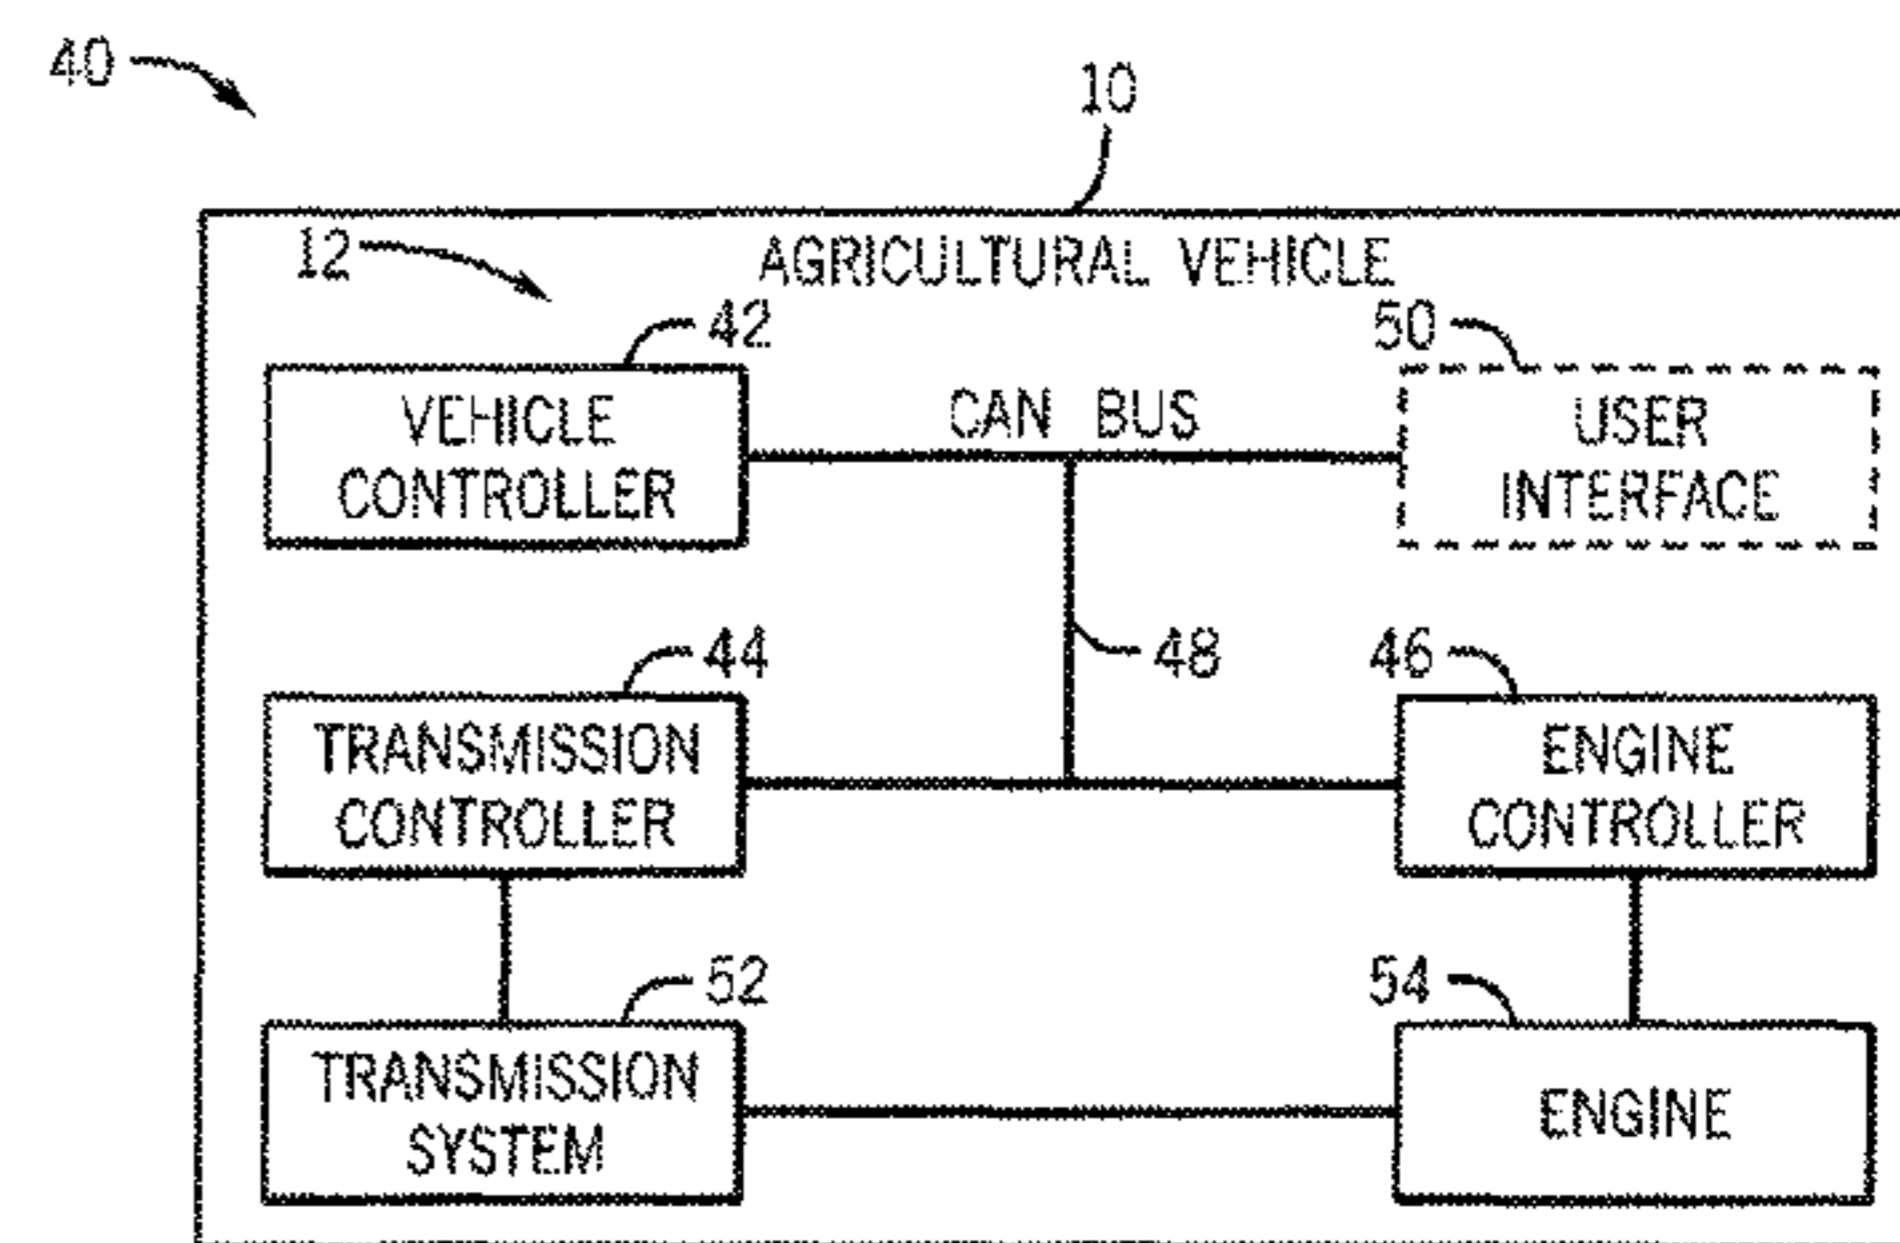 40
10
12
AGRICULTURAL VEHICLE
42
50
VEHICLE
CONTROLLER
CAN BUS
USER
INTERFACE
44
48
46
TRANSMISSION
CONTROLLER
ENGINE
CONTROLLER
52
54
TRANSMISSION
SYSTEM
ENGINE